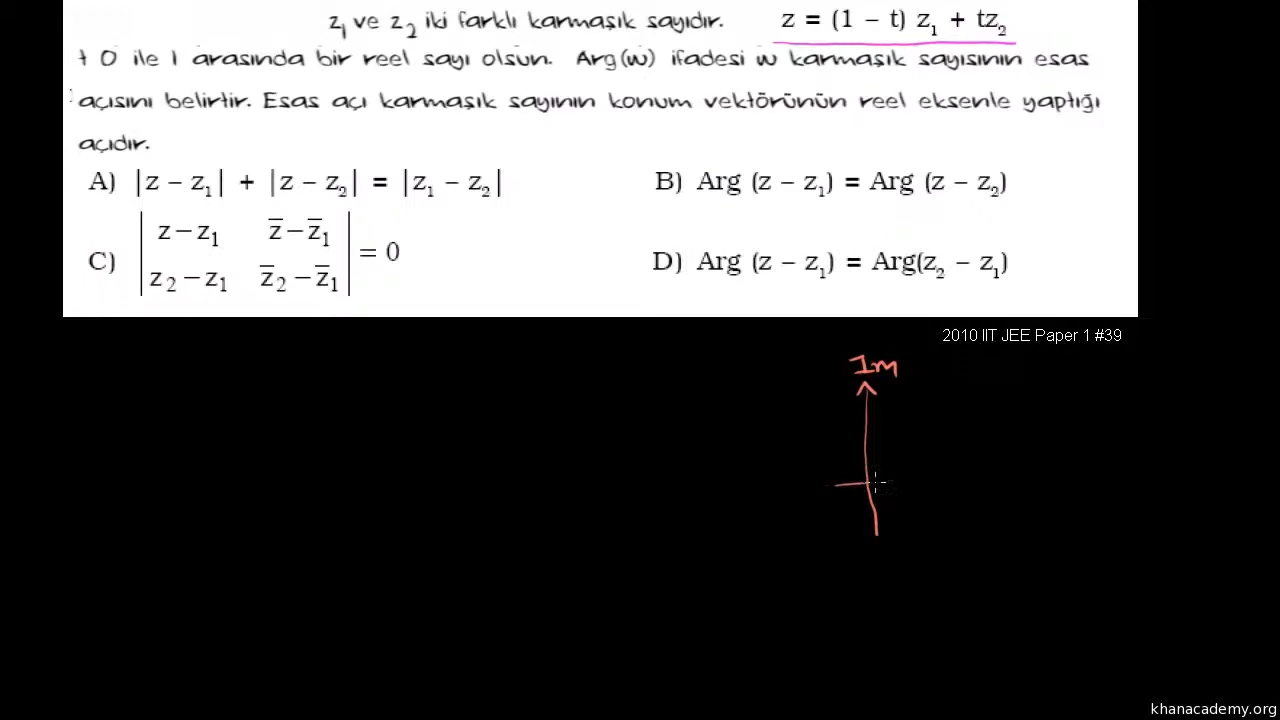 z₁ ve z₂ iki farklı karmaşık sayıdır. z = (1 – t) z₁ + tz₂
t 0 ile 1 arasında bir reel sayı olsun. Arg(w) ifadesi w karmaşık sayısının esas
açısını belirtir. Esas açı karmaşık sayının konum vektörünün reel eksenle yaptığı
açıdır.
A) |z – z₁| + |z – z₂| = |z₁ – z₂|
B) Arg (z – z₁) = Arg (z – z₂)
C) | z – z₁ z̅ – z̅₁ |
| z₂ – z₁ z̅₂ – z̅₁ | = 0
D) Arg (z – z₁) = Arg(z₂ – z₁)
2010 IIT JEE Paper 1 #39
Im
khanacademy.org